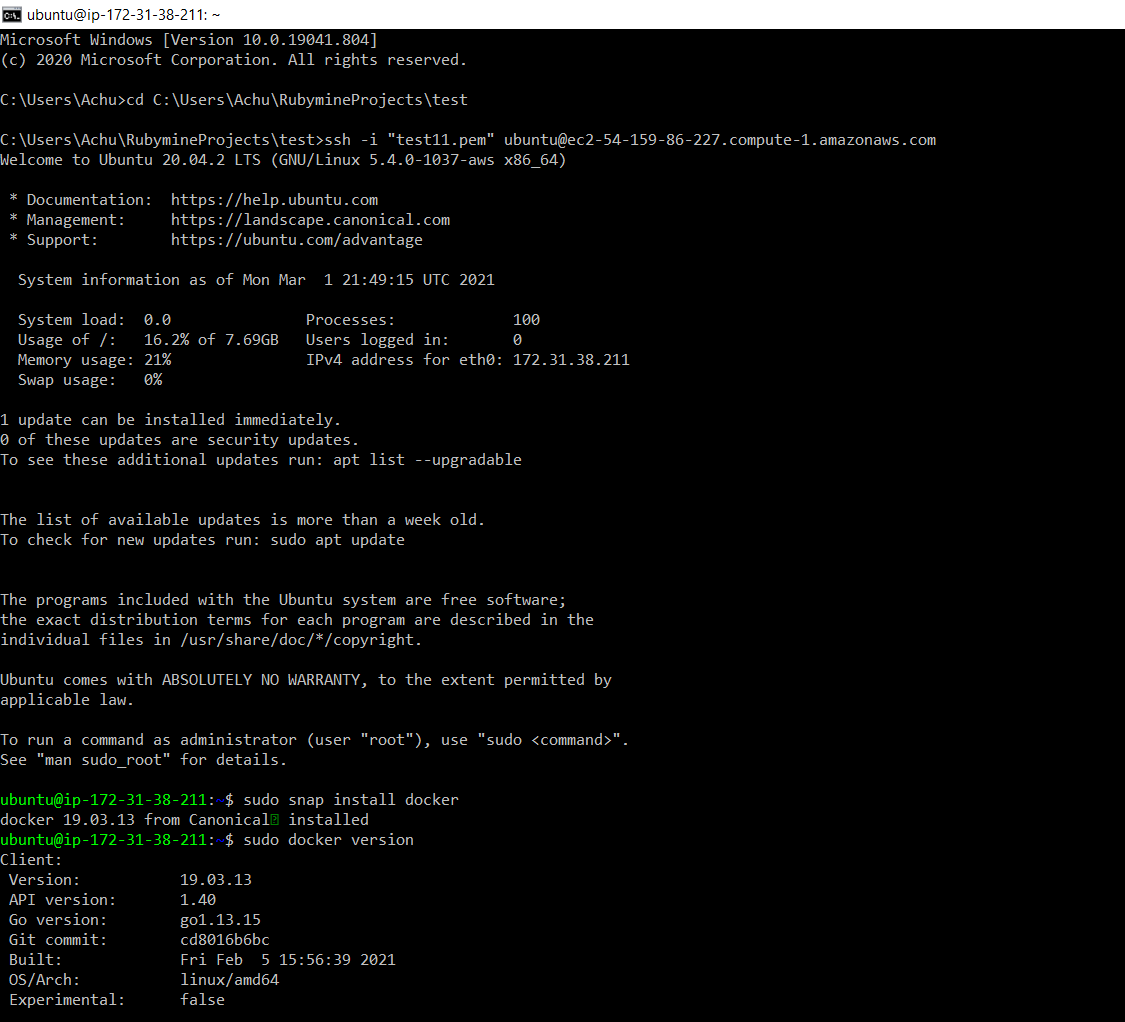 ubuntu@ip-172-31-38-211: ~
Microsoft Windows [Version 10.0.19041.804]
(c) 2020 Microsoft Corporation. All rights reserved.
C:\Users\Achu>cd C:\Users\Achu\RubymineProjects\test
C:\Users\Achu\RubymineProjects\test>ssh -i "test11.pem" ubuntu@ec2-54-159-86-227.compute-1.amazonaws.com
Welcome to Ubuntu 20.04.2 LTS (GNU/Linux 5.4.0-1037-aws x86_64)
* Documentation:  https://help.ubuntu.com
* Management:     https://landscape.canonical.com
* Support:        https://ubuntu.com/advantage
System information as of Mon Mar  1 21:49:15 UTC 2021
System load:  0.0               Processes:             100
Usage of /:   16.2% of 7.69GB   Users logged in:       0
Memory usage: 21%               IPv4 address for eth0: 172.31.38.211
Swap usage:   0%
1 update can be installed immediately.
0 of these updates are security updates.
To see these additional updates run: apt list --upgradable
The list of available updates is more than a week old.
To check for new updates run: sudo apt update
The programs included with the Ubuntu system are free software;
the exact distribution terms for each program are described in the
individual files in /usr/share/doc/*/copyright.
Ubuntu comes with ABSOLUTELY NO WARRANTY, to the extent permitted by
applicable law.
To run a command as administrator (user "root"), use "sudo <command>".
See "man sudo_root" for details.
ubuntu@ip-172-31-38-211:~$ sudo snap install docker
docker 19.03.13 from Canonical installed
ubuntu@ip-172-31-38-211:~$ sudo docker version
Client:
Version:           19.03.13
API version:       1.40
Go version:        go1.13.15
Git commit:        cd8016b6bc
Built:             Fri Feb  5 15:56:39 2021
OS/Arch:           linux/amd64
Experimental:      false